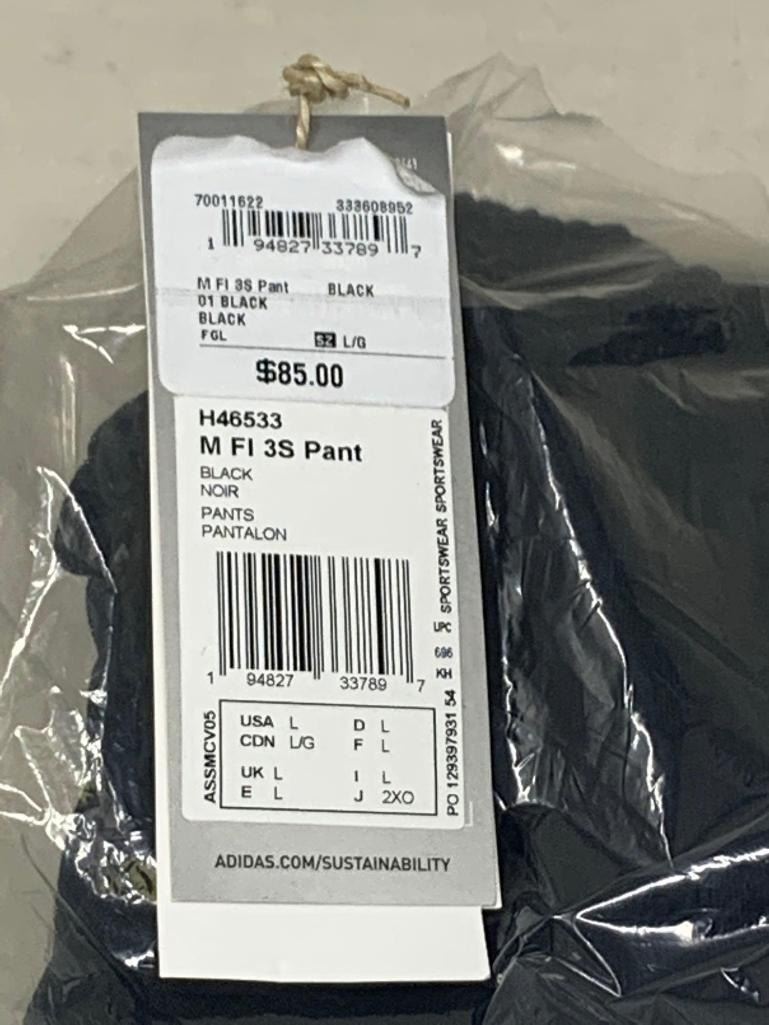 70011622 333608952
1 94827 33789 7
M FI 3S Pant BLACK
01 BLACK
BLACK
FGL SZ L/G
$85.00
H46533
M FI 3S Pant
BLACK
NOIR
PANTS
PANTALON
1 94827 33789 7
SPORTSWEAR SPORTSWEAR
UPC
696
KH
PO 129397931 54
ASSMCV05
USA L D L
CDN L/G F L
UK L I L
E L J 2XO
ADIDAS.COM/SUSTAINABILITY